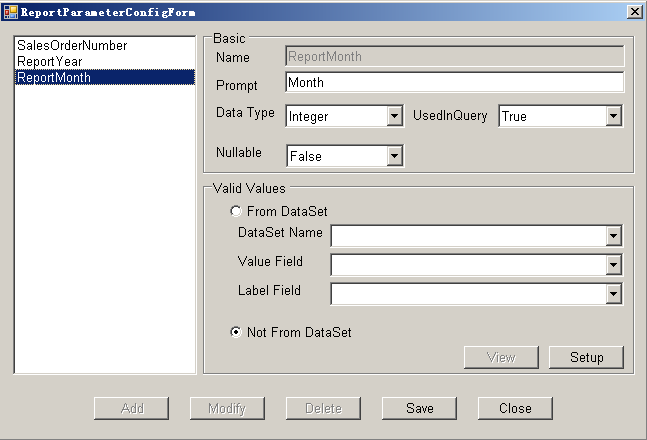 ReportParameterConfigForm
SalesOrderNumber
ReportYear
ReportMonth
Basic
Name ReportMonth
Prompt Month
Data Type Integer UsedInQuery True
Nullable False
Valid Values
From DataSet
DataSet Name
Value Field
Label Field
Not From DataSet
View Setup
Add Modify Delete Save Close